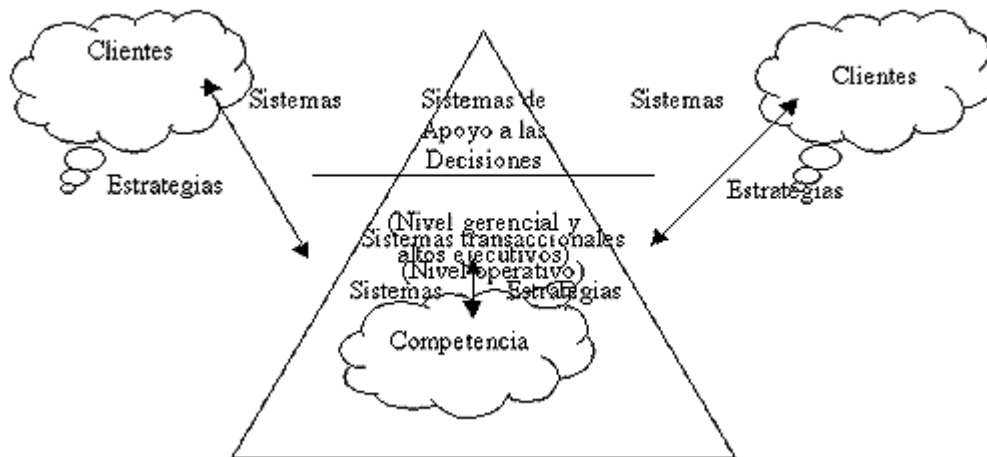 Clientes
Clientes
Sistemas
Sistemas de
Sistemas
Apoyo a las
Decisiones
Estrategias
Estrategias
(Nivel gerencial y
Sistemas transaccionales
altos ejecutivos)
(Nivel operativo)
Sistemas
Estrategias
Competencia